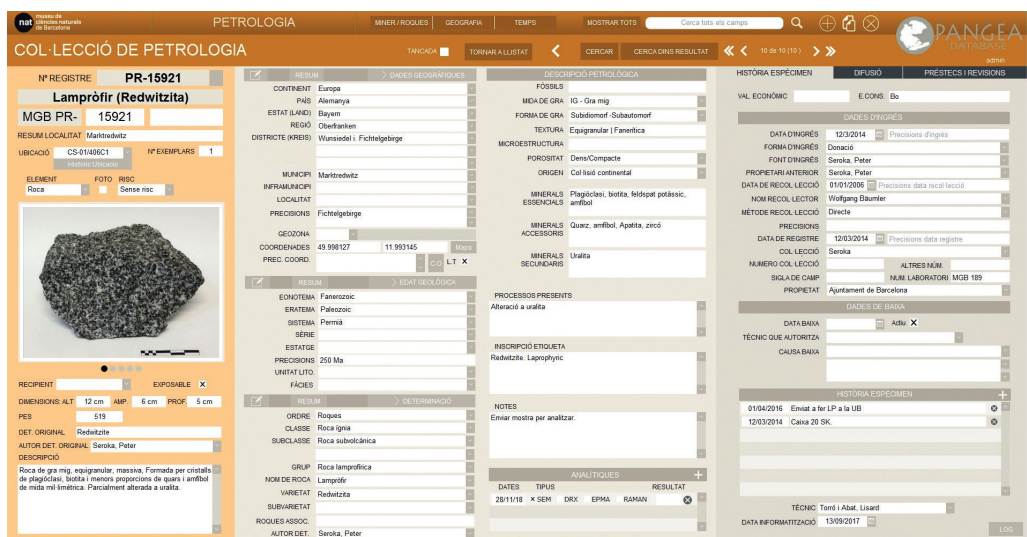 nat museu de ciències naturals de Barcelona
PETROLOGIA
MINER / ROQUES
GEOGRAFIA
TEMPS
MOSTRAR TOTS
Cerca tots els camps
PANGEA
DATABASE
admin
COL·LECCIÓ DE PETROLOGIA
TANCADA
TORNAR A LLISTAT
CERCAR
CERCA DINS RESULTAT
10 de 10 (10)
Nº REGISTRE PR-15921
Lampròfir (Redwitzita)
MGB PR- 15921
RESUM LOCALITAT Marktredwitz
UBICACIÓ CS-01/406C1 Nº EXEMPLARS 1
Històric Ubicació
ELEMENT FOTO RISC
Roca Sense risc
RECIPIENT EXPOSABLE X
DIMENSIONS: ALT 12 cm AMP. 6 cm PROF. 5 cm
PES 519
DET. ORIGINAL Redwitzite
AUTOR DET. ORIGINAL Seroka, Peter
DESCRIPCIÓ
Roca de gra mig, equigranular, massiva, Formada per cristalls
de plagiòclasi, biotita i menors proporcions de quars i amfíbol
de mida mil·limétrica. Parcialment alterada a uralita.
RESUM > DADES GEOGRÀFIQUES
CONTINENT Europa
PAÍS Alemanya
ESTAT (LAND) Bayern
REGIÓ Oberfranken
DISTRICTE (KREIS) Wunsiedel i. Fichtelgebirge
MUNICIPI Marktredwitz
INFRAMUNICIPI
LOCALITAT
PRECISIONS Fichtelgebirge
GEOZONA
COORDENADES 49.998127 11.993145 Mapa
PREC. COORD. C.O L.T X
RESUM > EDAT GEOLÒGICA
EONOTEMA Fanerozoic
ERATEMA Paleozoic
SISTEMA Permià
SÈRIE
ESTATGE
PRECISIONS 250 Ma
UNITAT LITO.
FÀCIES
RESUM > DETERMINACIÓ
ORDRE Roques
CLASSE Roca ígnia
SUBCLASSE Roca subvolcànica
GRUP Roca lamprofírica
NOM DE ROCA Lampròfir
VARIETAT Redwitzita
SUBVARIETAT
ROQUES ASSOC.
AUTOR DET. Seroka, Peter
DESCRIPCIÓ PETROLÒGICA
FÒSSILS
MIDA DE GRA IG - Gra mig
FORMA DE GRA Subidiomorf -Subautomorf
TEXTURA Equigranular | Fanerítica
MICROESTRUCTURA
POROSITAT Dens/Compacte
ORIGEN Col·lisió continental
MINERALS ESSENCIALS Plagiòclasi, biotita, feldspat potàssic, amfíbol
MINERALS ACCESSORIS Quarz, amfíbol, Apatita, zircó
MINERALS SECUNDARIS Uralita
PROCESSOS PRESENTS
Alteració a uralita
INSCRIPCIÓ ETIQUETA
Redwitzite. Laprophyric
NOTES
Enviar mostra per analitzar.
ANALÍTIQUES +
DATES TIPUS RESULTAT
28/11/18 × SEM DRX EPMA RAMAN
HISTÒRIA ESPÈCIMEN
DIFUSIÓ
PRÉSTECS I REVISIONS
VAL. ECONÒMIC E.CONS. Bo
DADES D'INGRÉS
DATA D'INGRÉS 12/3/2014 Precisions d'ingrés
FORMA D'INGRÉS Donació
FONT D'INGRÉS Seroka, Peter
PROPIETARI ANTERIOR Seroka, Peter
DATA DE RECOL·LECCIÓ 01/01/2006 Precisions data recol·lecció
NOM RECOL·LECTOR Wolfgang Bäumler
MÈTODE RECOL·LECCIÓ Directe
PRECISIONS
DATA DE REGISTRE 12/03/2014 Precisions data registre
COL·LECCIÓ Seroka
NUMERO COL·LECCIÓ ALTRES NÚM.
SIGLA DE CAMP NUM. LABORATORI MGB 189
PROPIETAT Ajuntament de Barcelona
DADES DE BAIXA
DATA BAIXA Actiu X
TÈCNIC QUE AUTORITZA
CAUSA BAIXA
HISTÒRIA ESPÈCIMEN +
01/04/2016 Enviat a fer LP a la UB
12/03/2014 Caixa 20 SK.
TÈCNIC Torró i Abat, Lisard
DATA INFORMATITZACIÓ 13/09/2017
LOG